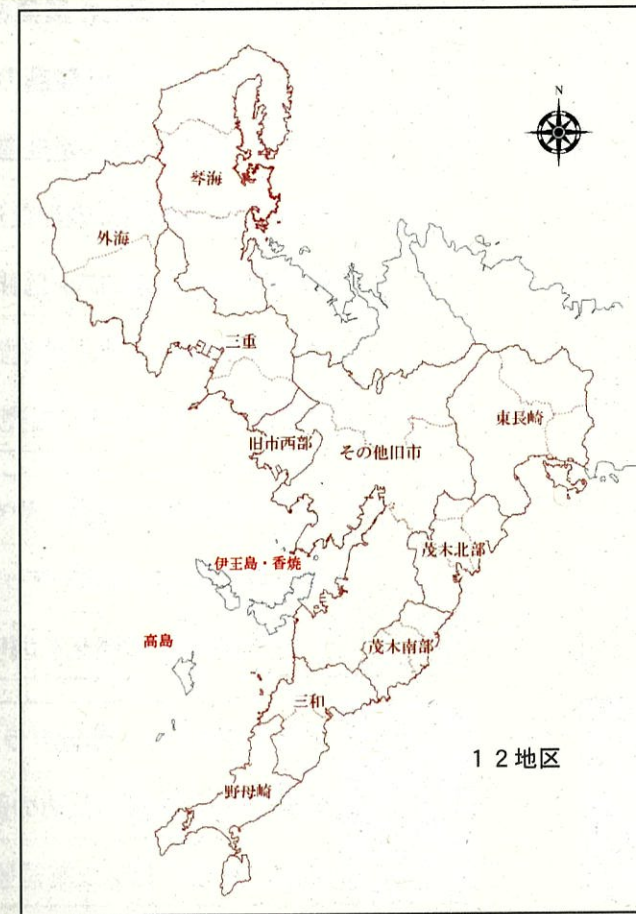 N
琴海
外海
三重
東長崎
旧市西部
その他旧市
茂木北部
伊王島・香焼
高島
茂木南部
三和
１２地区
野母崎